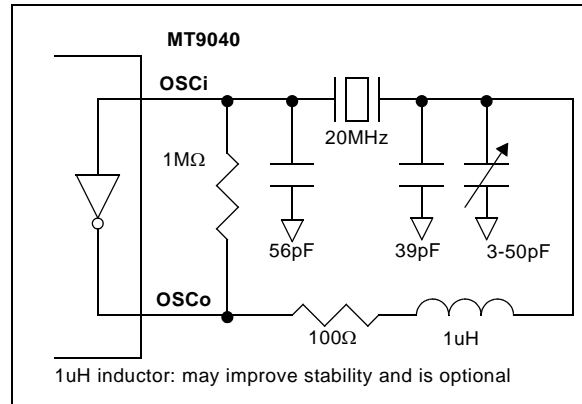 MT9040
OSCi
20MHz
1MΩ
56pF
39pF
3-50pF
OSCo
100Ω
1uH
1uH inductor: may improve stability and is optional